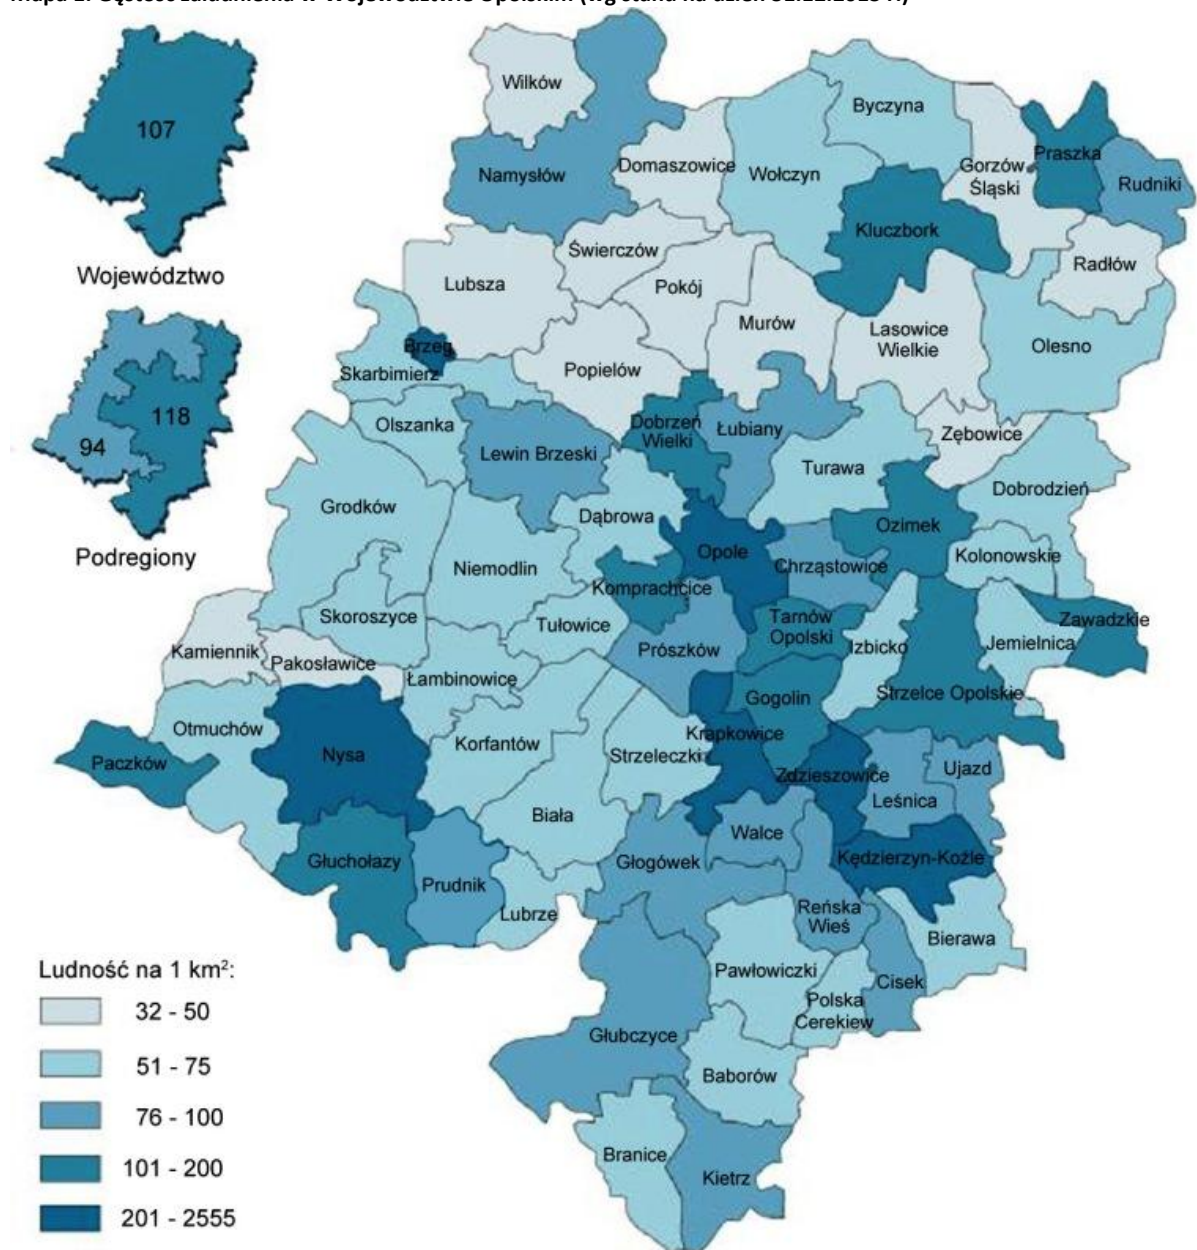 Wilków
Byczyna
107
Praszka
Domaszowice
Gorzów
Śląski
Namysłów
Wołczyn
Rudniki
Kluczbork
Świerczów
Radłów
Województwo
Lubsza
Pokój
Murów
Lasowice
Wielkie
Olesno
Brzeg
Skarbimierz
Popielów
118
94
Olszanka
Dobrzeń
Wielki
Łubiany
Zębowice
Lewin Brzeski
Turawa
Dobrodzień
Grodków
Dąbrowa
Ozimek
Podregiony
Opole
Kolonowskie
Niemodlin
Chrząstowice
Komprachcice
Skoroszyce
Tułowice
Tarnów
Opolski
Zawadzkie
Kamiennik
Pakosławice
Prószków
Izbicko
Jemielnica
Łambinowice
Gogolin
Strzelce Opolskie
Otmuchów
Korfantów
Krapkowice
Paczków
Nysa
Strzeleczki
Zdzieszowice
Ujazd
Leśnica
Biała
Walce
Głuchołazy
Głogówek
Kędzierzyn-Koźle
Prudnik
Lubrze
Reńska
Wieś
Bierawa
Ludność na 1 km²:
Pawłowiczki
Cisek
32 - 50
Polska
Cerekiew
Głubczyce
51 - 75
Baborów
76 - 100
Branice
101 - 200
Kietrz
201 - 2555